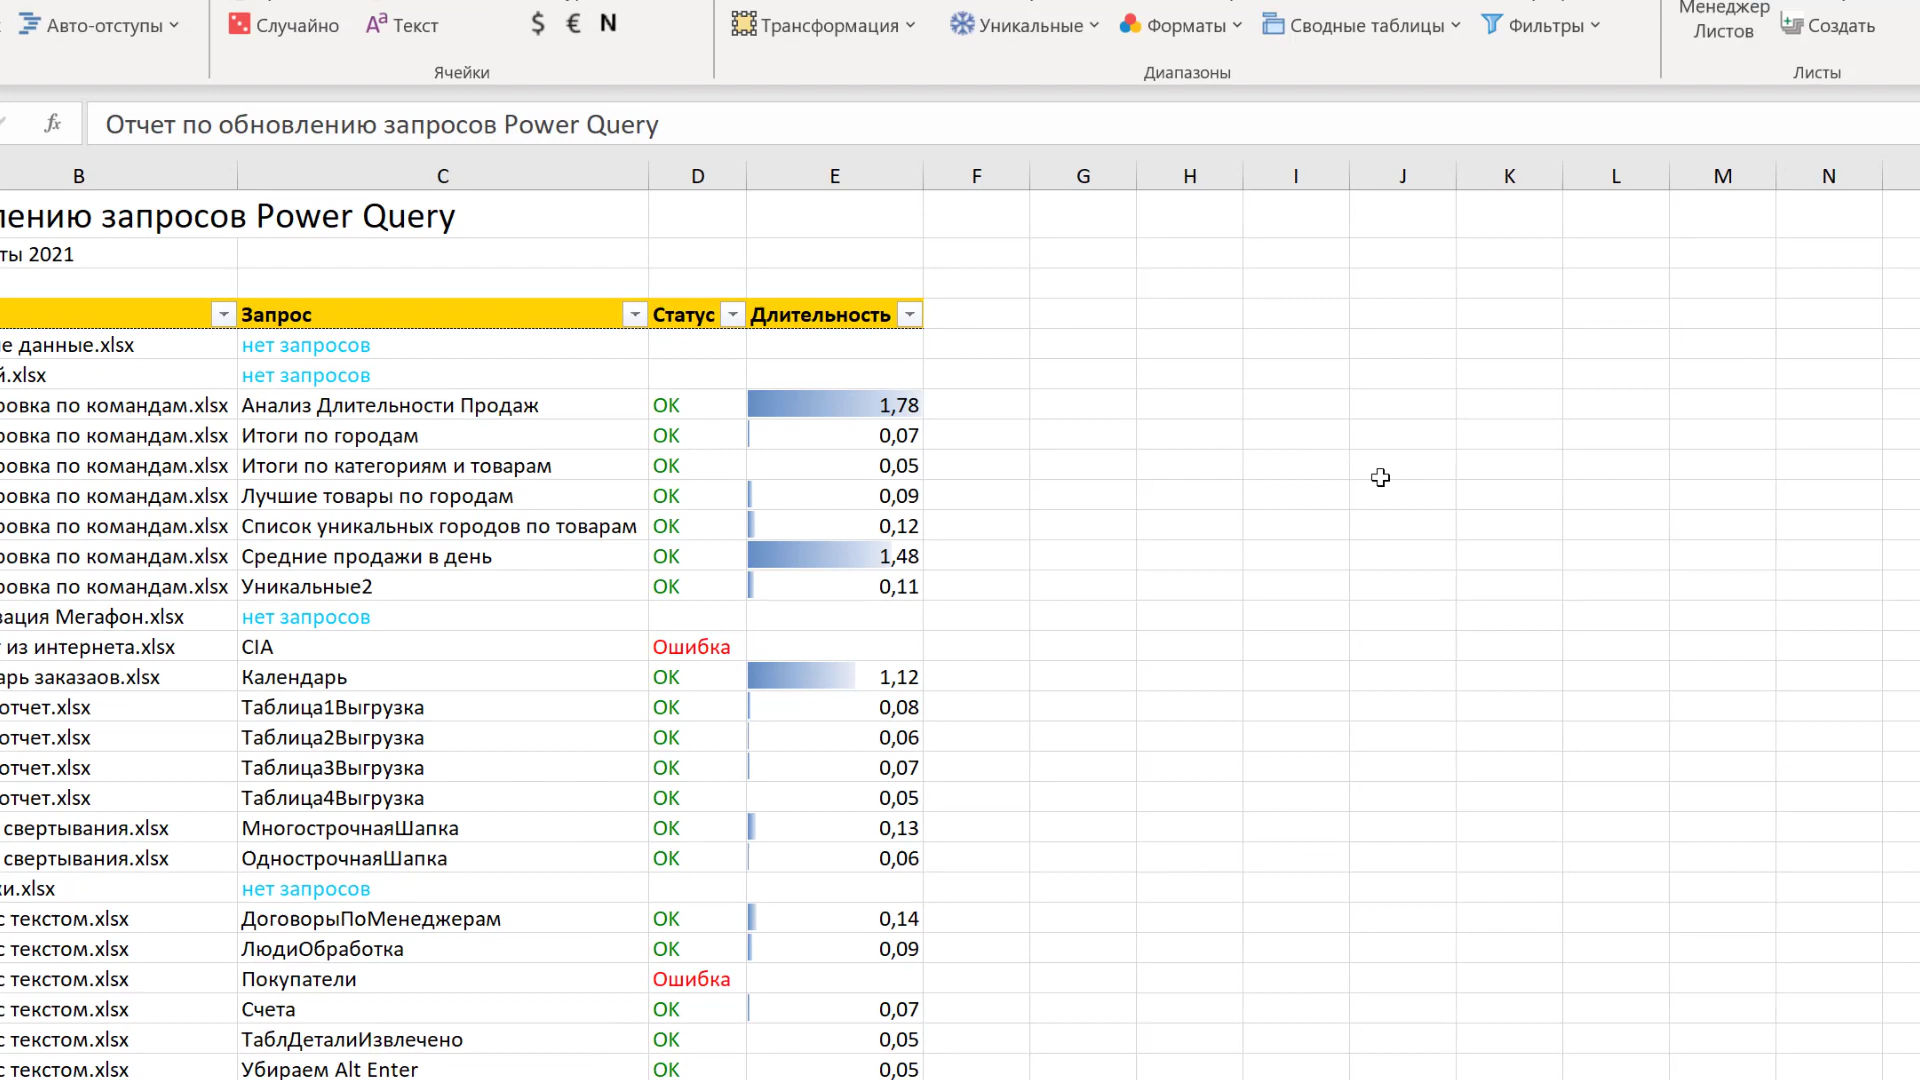 Авто-отступы
Случайно
Текст
$ € N
Ячейки
Трансформация
Уникальные
Форматы
Сводные таблицы
Фильтры
Диапазоны
Менеджер
Листов
Создать
Листы
fx Отчет по обновлению запросов Power Query
B C D E F G H I J K L M N
лению запросов Power Query
ты 2021
Запрос Статус Длительность
е данные.xlsx нет запросов
й.xlsx нет запросов
ровка по командам.xlsx Анализ Длительности Продаж OK 1,78
ровка по командам.xlsx Итоги по городам OK 0,07
ровка по командам.xlsx Итоги по категориям и товарам OK 0,05
ровка по командам.xlsx Лучшие товары по городам OK 0,09
ровка по командам.xlsx Список уникальных городов по товарам OK 0,12
ровка по командам.xlsx Средние продажи в день OK 1,48
ровка по командам.xlsx Уникальные2 OK 0,11
зация Мегафон.xlsx нет запросов
т из интернета.xlsx CIA Ошибка
арь заказаов.xlsx Календарь OK 1,12
отчет.xlsx Таблица1Выгрузка OK 0,08
отчет.xlsx Таблица2Выгрузка OK 0,06
отчет.xlsx Таблица3Выгрузка OK 0,07
отчет.xlsx Таблица4Выгрузка OK 0,05
свертывания.xlsx МногострочнаяШапка OK 0,13
свертывания.xlsx ОднострочнаяШапка OK 0,06
ки.xlsx нет запросов
с текстом.xlsx ДоговорыПоМенеджерам OK 0,14
с текстом.xlsx ЛюдиОбработка OK 0,09
с текстом.xlsx Покупатели Ошибка
с текстом.xlsx Счета OK 0,07
с текстом.xlsx ТаблДеталиИзвлечено OK 0,05
с текстом.xlsx Убираем Alt Enter OK 0,05